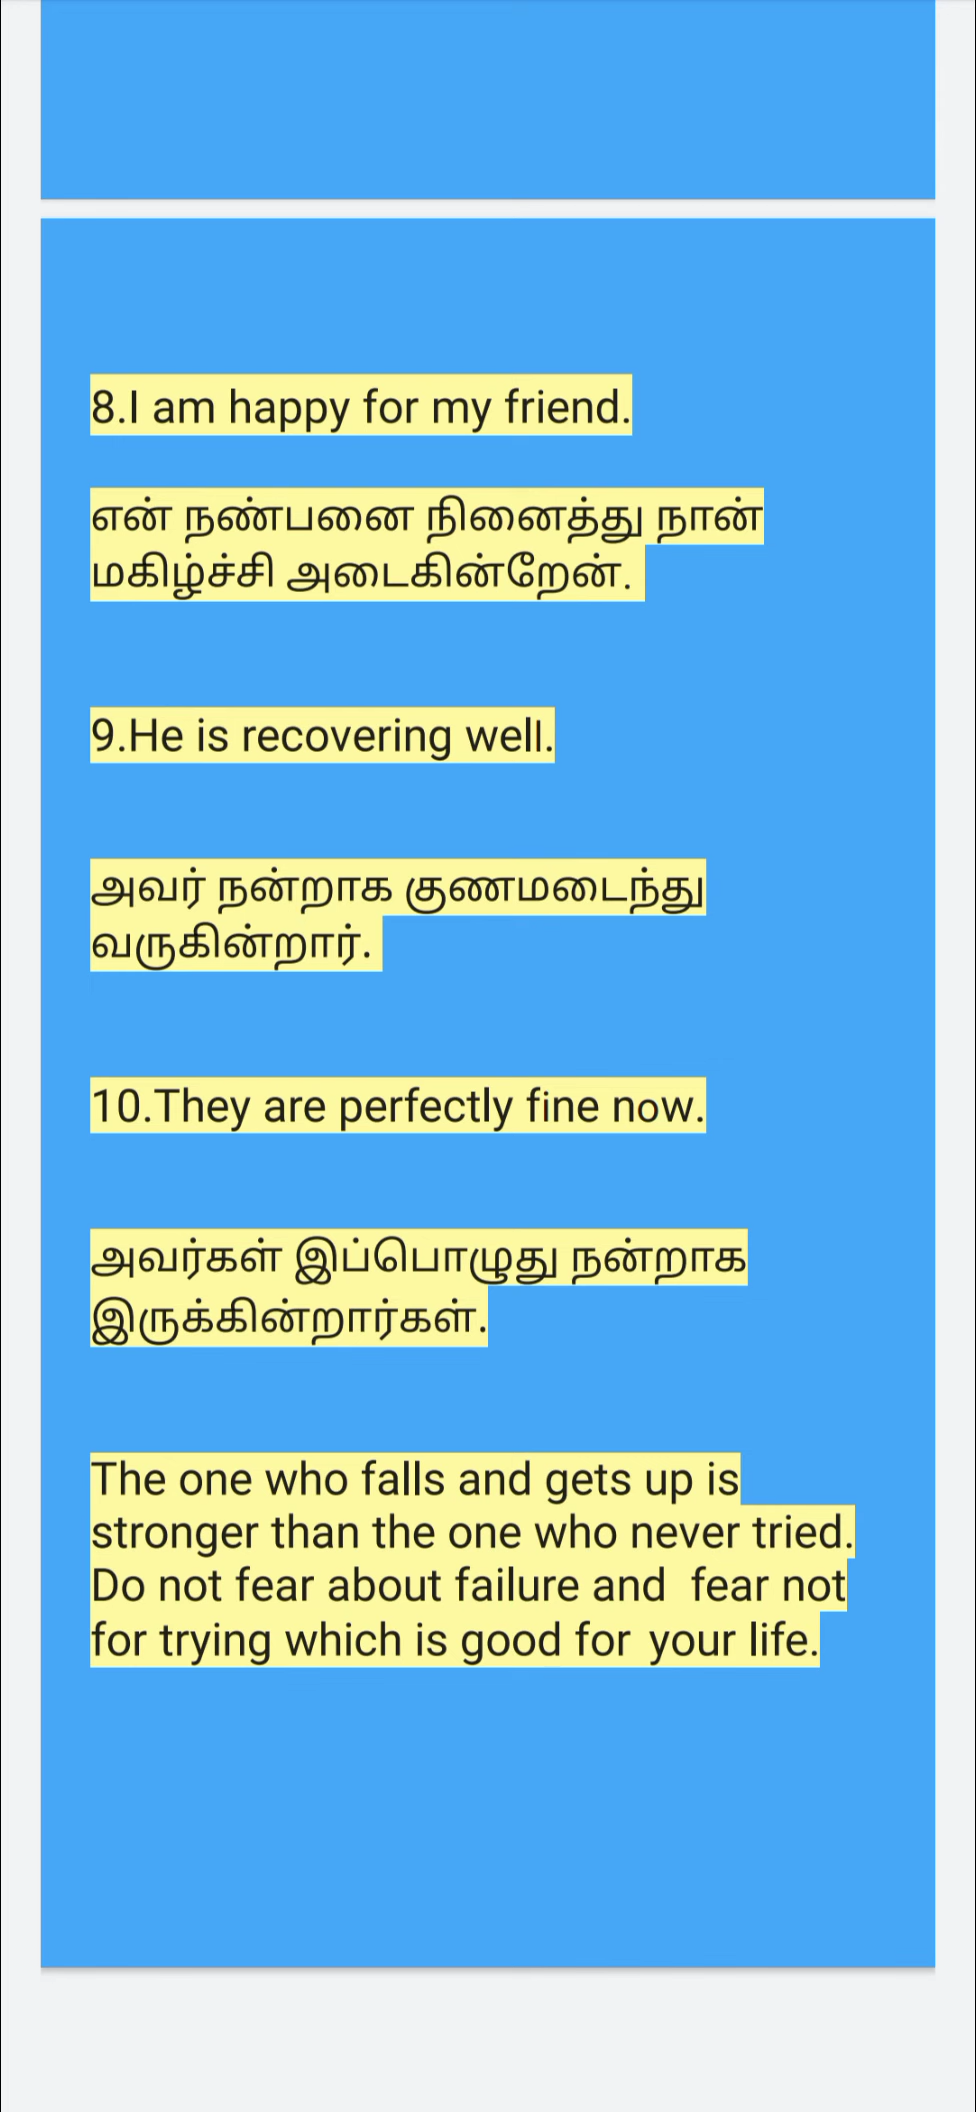 8.I am happy for my friend.
என் நண்பனை நினைத்து நான்
மகிழ்ச்சி அடைகின்றேன்.
9.He is recovering well.
அவர் நன்றாக குணமடைந்து
வருகின்றார்.
10.They are perfectly fine now.
அவர்கள் இப்பொழுது நன்றாக
இருக்கின்றார்கள்.
The one who falls and gets up is
stronger than the one who never tried.
Do not fear about failure and  fear not
for trying which is good for  your life.